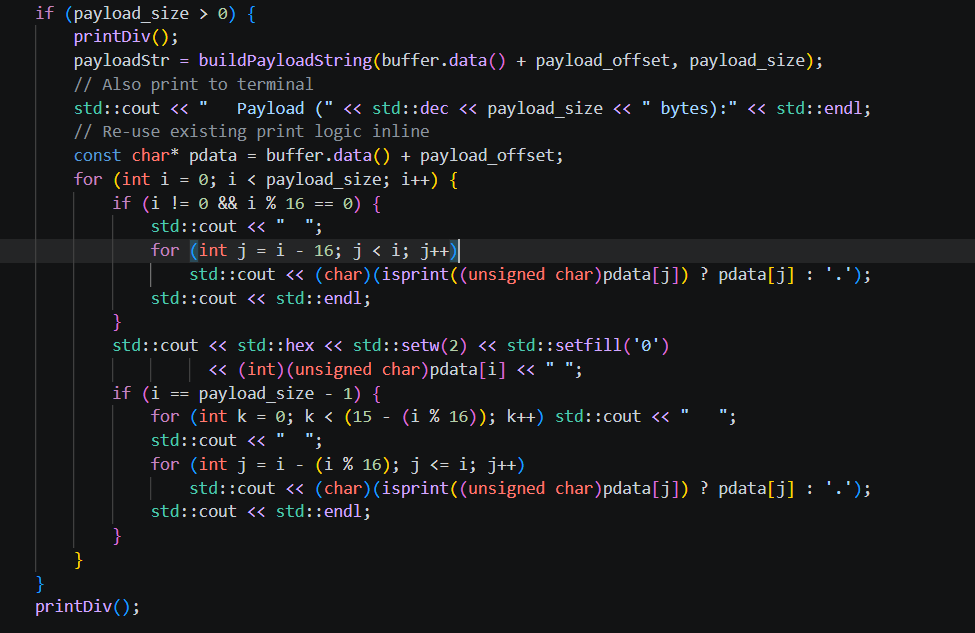 if (payload_size > 0) {
    printDiv();
    payloadStr = buildPayloadString(buffer.data() + payload_offset, payload_size);
    // Also print to terminal
    std::cout << "   Payload (" << std::dec << payload_size << " bytes):" << std::endl;
    // Re-use existing print logic inline
    const char* pdata = buffer.data() + payload_offset;
    for (int i = 0; i < payload_size; i++) {
        if (i != 0 && i % 16 == 0) {
            std::cout << "  ";
            for (int j = i - 16; j < i; j++)
                std::cout << (char)(isprint((unsigned char)pdata[j]) ? pdata[j] : '.');
            std::cout << std::endl;
        }
        std::cout << std::hex << std::setw(2) << std::setfill('0')
                  << (int)(unsigned char)pdata[i] << " ";
        if (i == payload_size - 1) {
            for (int k = 0; k < (15 - (i % 16)); k++) std::cout << "   ";
            std::cout << "  ";
            for (int j = i - (i % 16); j <= i; j++)
                std::cout << (char)(isprint((unsigned char)pdata[j]) ? pdata[j] : '.');
            std::cout << std::endl;
        }
    }
}
printDiv();